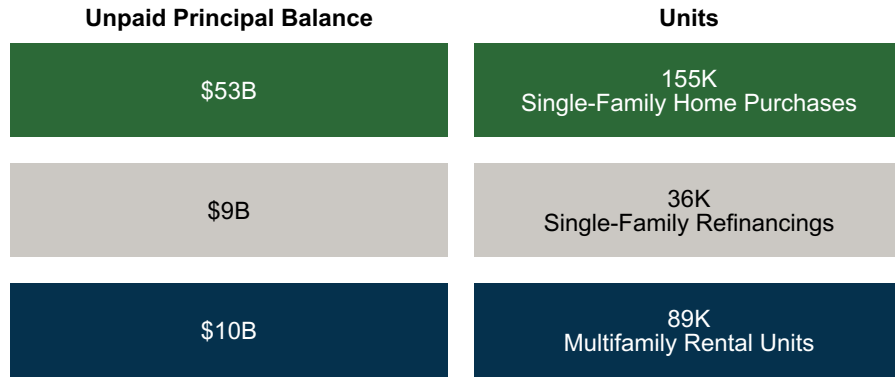 Unpaid Principal Balance
Units
$53B
155K
Single-Family Home Purchases
$9B
36K
Single-Family Refinancings
$10B
89K
Multifamily Rental Units